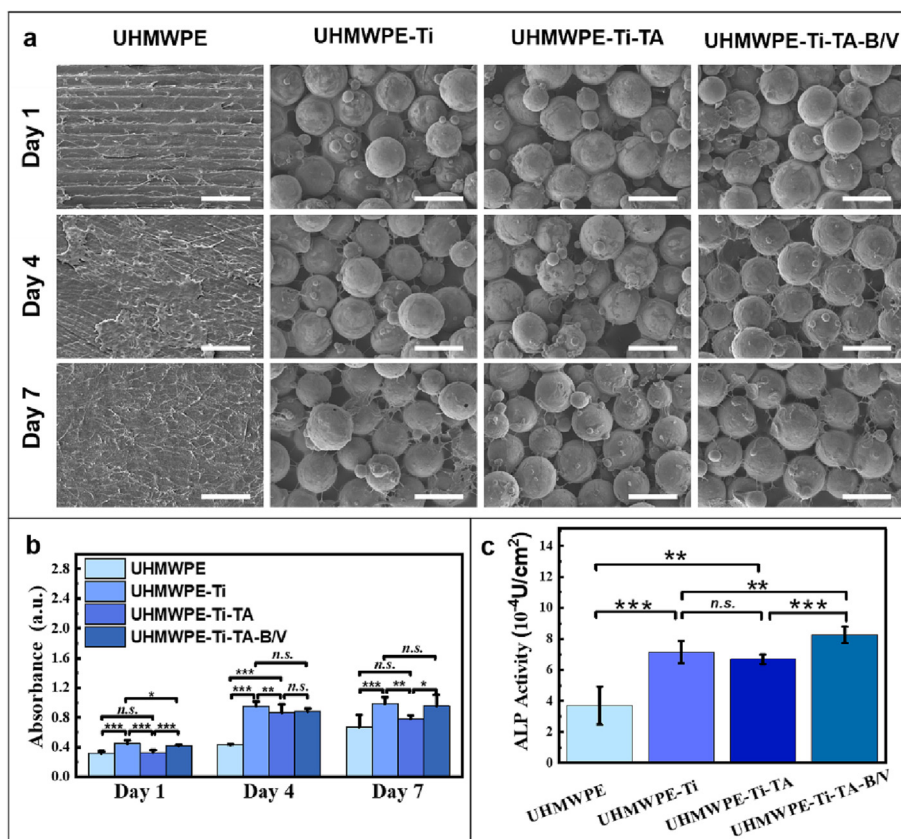 a
UHMWPE
UHMWPE-Ti
UHMWPE-Ti-TA
UHMWPE-Ti-TA-B/V
Day 1
Day 4
Day 7
b
2.8
2.4
2.0
1.6
1.2
0.8
0.4
0.0
Absorbance (a.u.)
UHMWPE
UHMWPE-Ti
UHMWPE-Ti-TA
UHMWPE-Ti-TA-B/V
*
n.s.
*** *** ***
n.s.
***
*** ** n.s.
n.s.
n.s.
*** ** *
Day 1 Day 4 Day 7
c
14
12
10
8
6
4
2
0
ALP Activity (10⁻⁴U/cm²)
**
**
*** n.s. ***
UHMWPE
UHMWPE-Ti
UHMWPE-Ti-TA
UHMWPE-Ti-TA-B/V